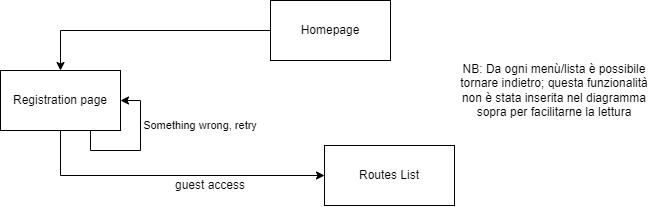 Homepage
NB: Da ogni menù/lista è possibile
tornare indietro; questa funzionalità
non è stata inserita nel diagramma
sopra per facilitarne la lettura
Registration page
Something wrong, retry
guest access
Routes List